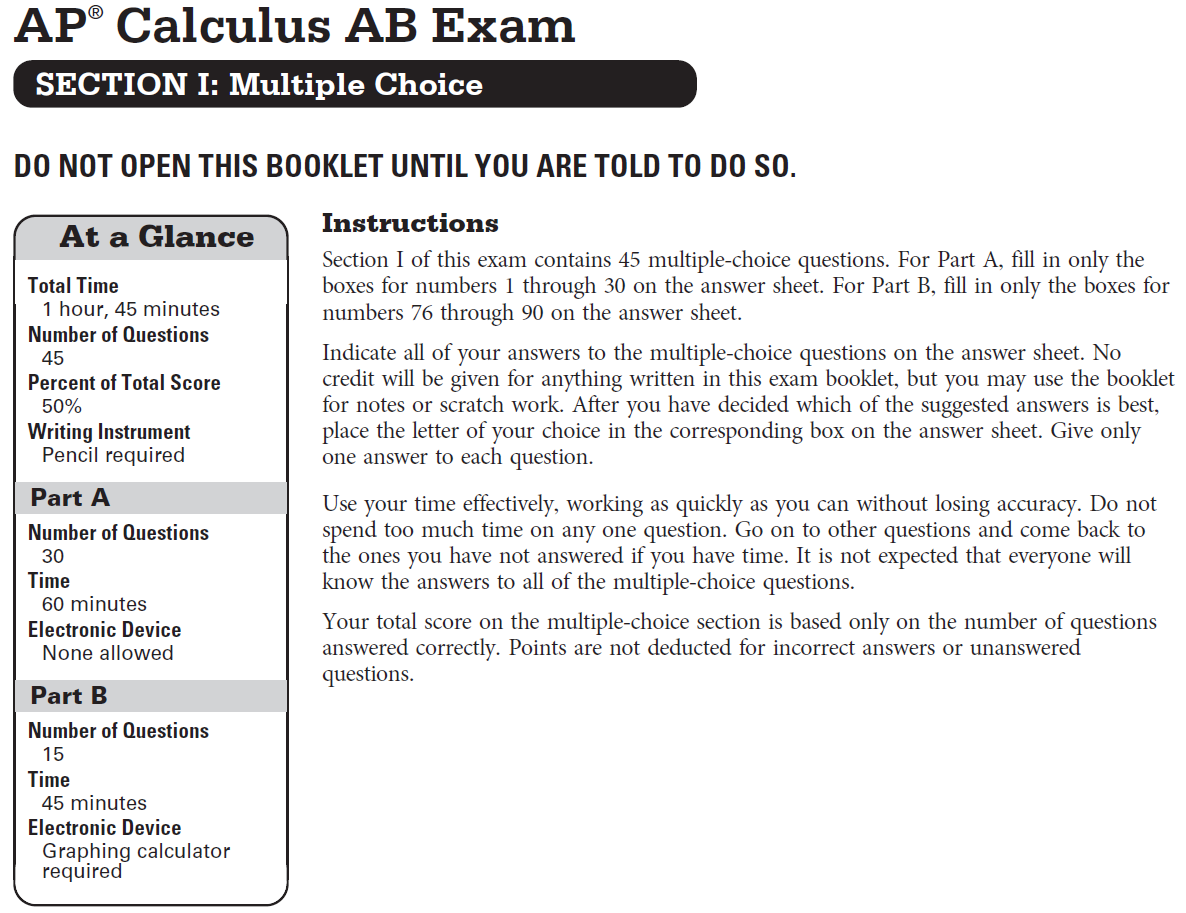 AP® Calculus AB Exam
SECTION I: Multiple Choice
DO NOT OPEN THIS BOOKLET UNTIL YOU ARE TOLD TO DO SO.
At a Glance
Total Time
1 hour, 45 minutes
Number of Questions
45
Percent of Total Score
50%
Writing Instrument
Pencil required
Part A
Number of Questions
30
Time
60 minutes
Electronic Device
None allowed
Part B
Number of Questions
15
Time
45 minutes
Electronic Device
Graphing calculator
required
Instructions
Section I of this exam contains 45 multiple-choice questions. For Part A, fill in only the
boxes for numbers 1 through 30 on the answer sheet. For Part B, fill in only the boxes for
numbers 76 through 90 on the answer sheet.
Indicate all of your answers to the multiple-choice questions on the answer sheet. No
credit will be given for anything written in this exam booklet, but you may use the booklet
for notes or scratch work. After you have decided which of the suggested answers is best,
place the letter of your choice in the corresponding box on the answer sheet. Give only
one answer to each question.
Use your time effectively, working as quickly as you can without losing accuracy. Do not
spend too much time on any one question. Go on to other questions and come back to
the ones you have not answered if you have time. It is not expected that everyone will
know the answers to all of the multiple-choice questions.
Your total score on the multiple-choice section is based only on the number of questions
answered correctly. Points are not deducted for incorrect answers or unanswered
questions.